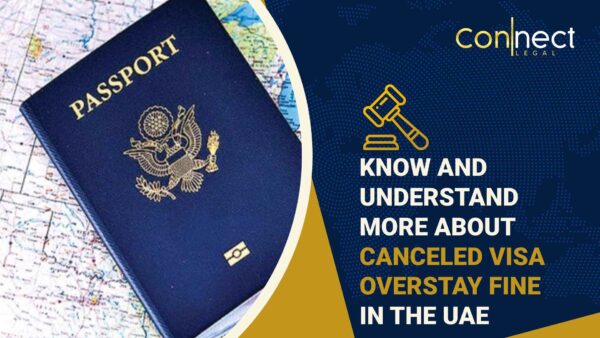 PASSPORT
Connect
LEGAL
KNOW AND
UNDERSTAND
MORE ABOUT
CANCELED VISA
OVERSTAY FINE
IN THE UAE